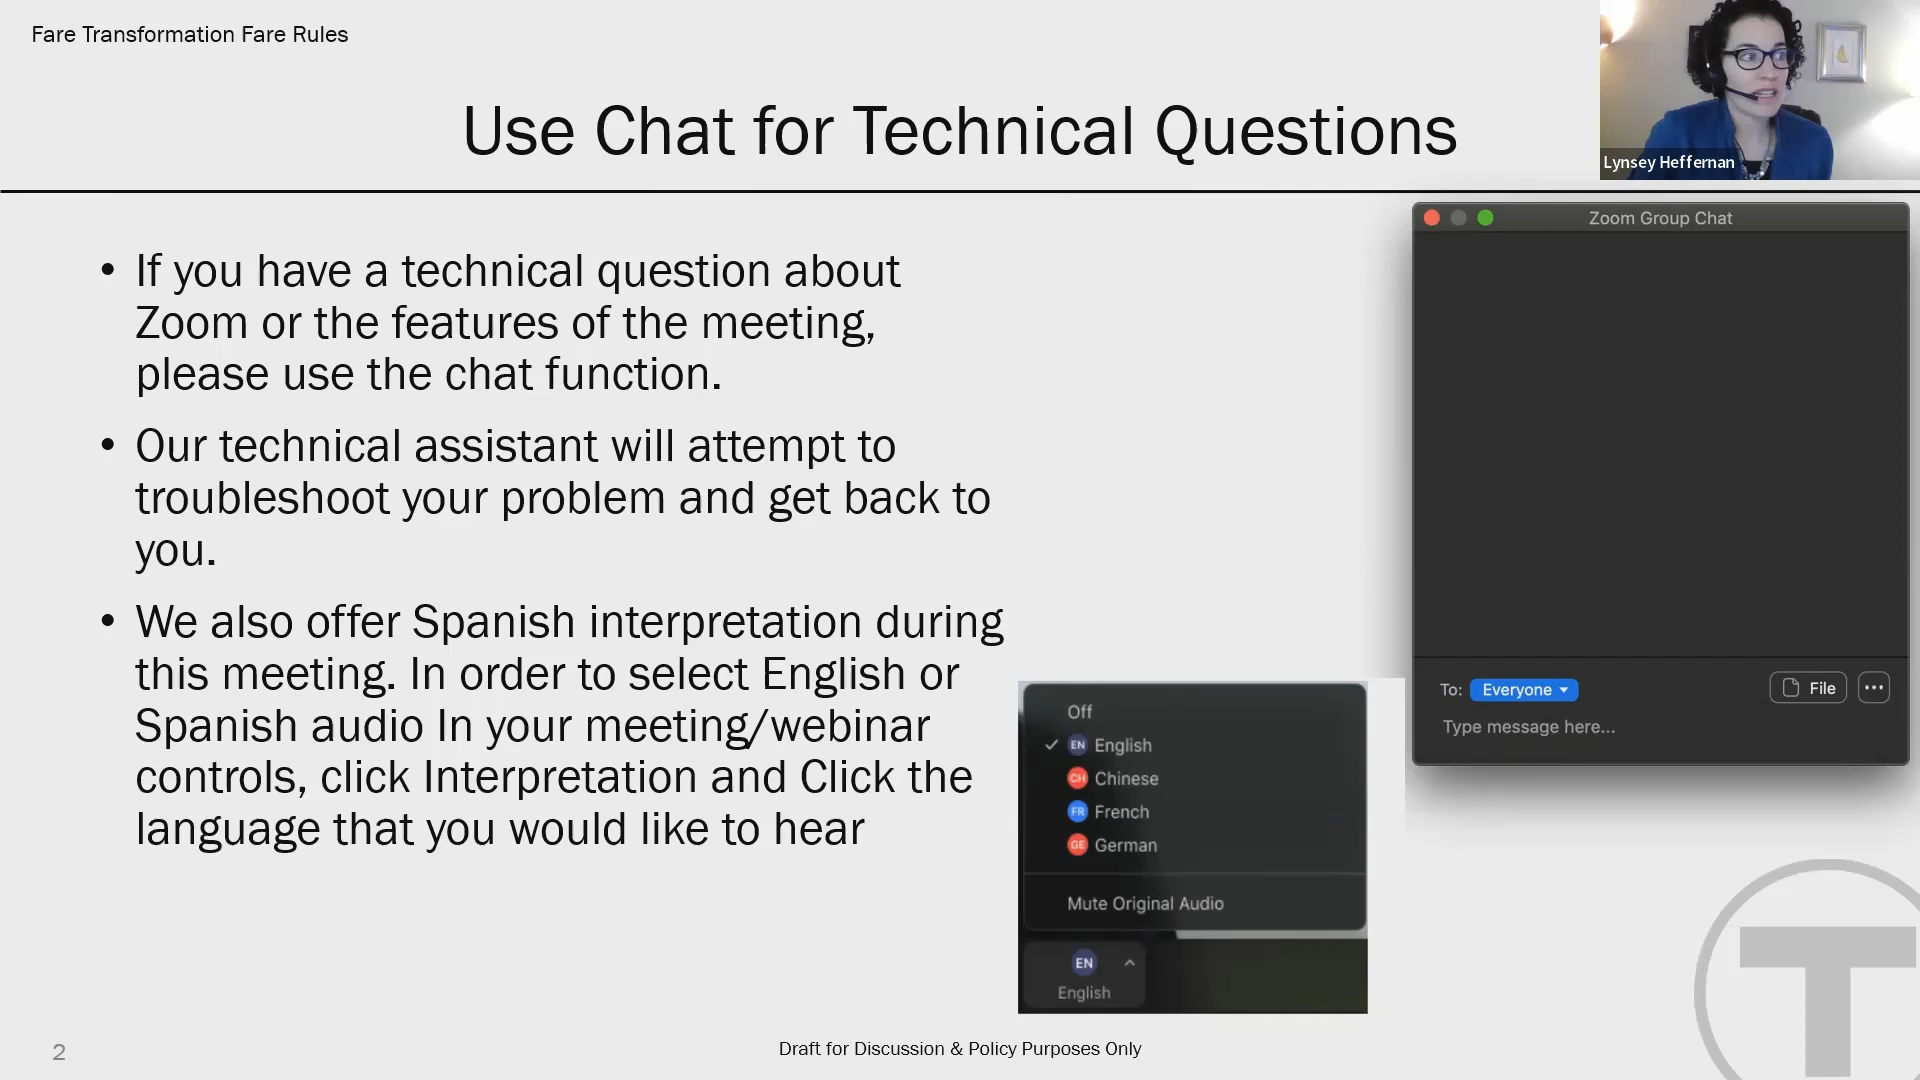 Fare Transformation Fare Rules
Use Chat for Technical Questions
Lynsey Heffernan
• If you have a technical question about
Zoom or the features of the meeting,
please use the chat function.
• Our technical assistant will attempt to
troubleshoot your problem and get back to
you.
• We also offer Spanish interpretation during
this meeting. In order to select English or
Spanish audio In your meeting/webinar
controls, click Interpretation and Click the
language that you would like to hear
Zoom Group Chat
To: Everyone
File
Type message here...
Off
EN English
CH Chinese
FR French
GE German
Mute Original Audio
EN
English
T
2
Draft for Discussion & Policy Purposes Only